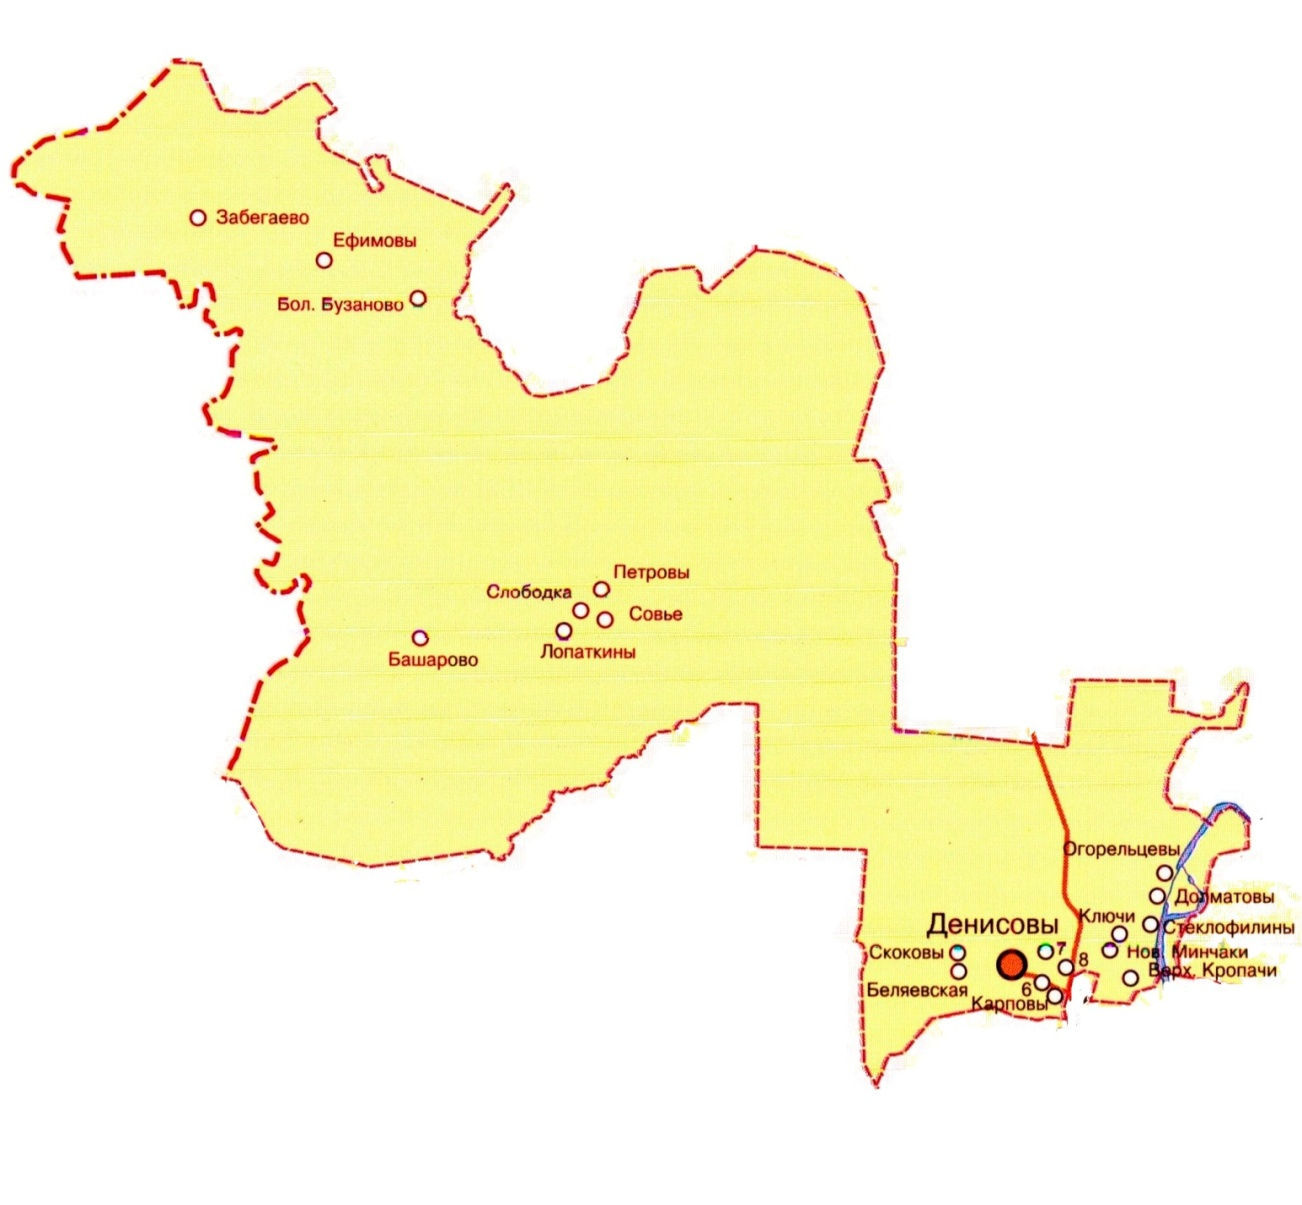 Забегаево
Ефимовы
Бол. Бузаново
Петровы
Слободка
Совье
Лопаткины
Башарово
Огорельцевы
Долматовы
Ключи
Стеклофилины
Денисовы
Скоковы
7
Нов. Минчаки
8
Верх. Кропачи
Беляевская
6
Карповы